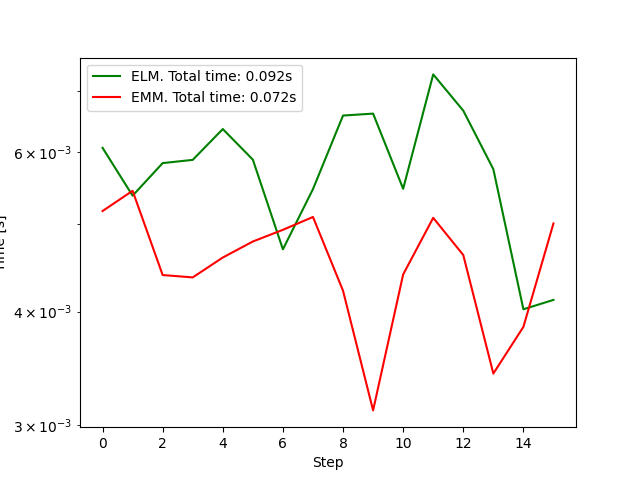 ELM. Total time: 0.092s
EMM. Total time: 0.072s
6 × 10⁻³
4 × 10⁻³
3 × 10⁻³
0 2 4 6 8 10 12 14
Step